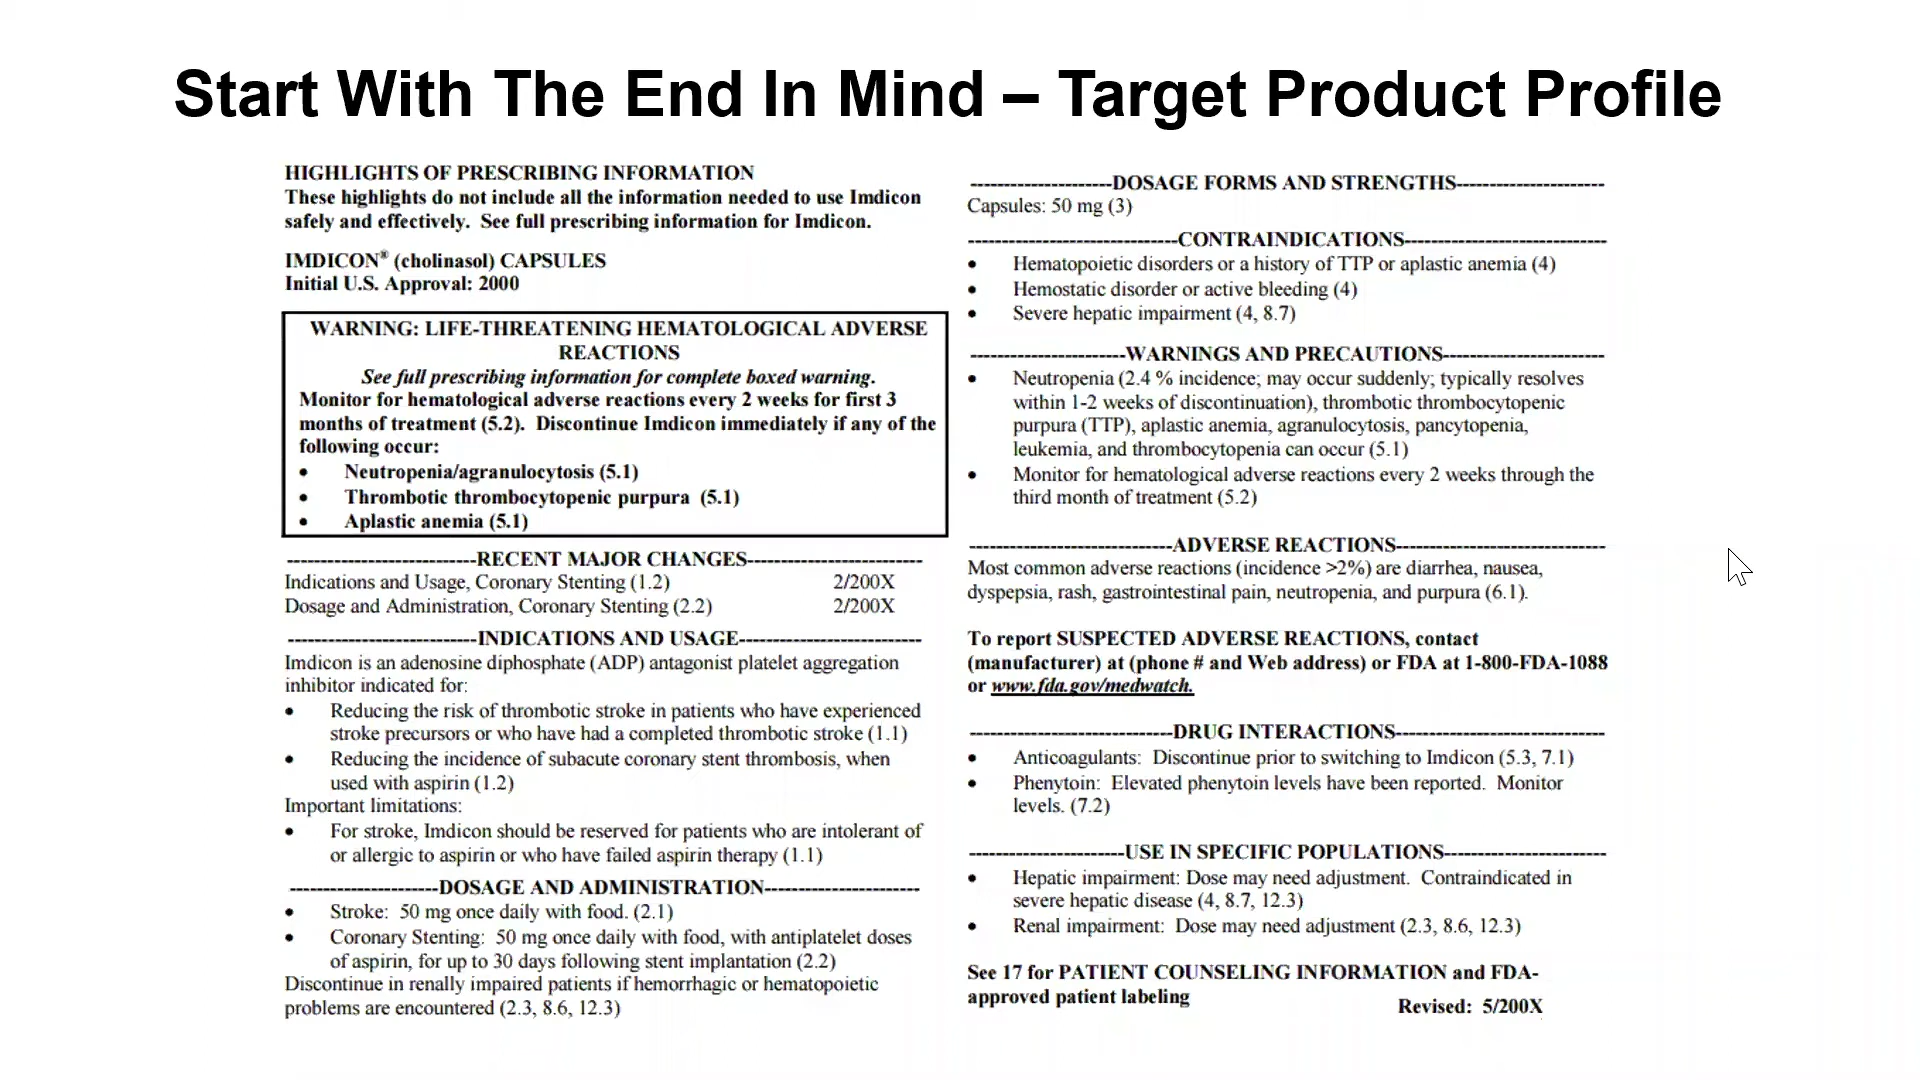 Start With The End In Mind – Target Product Profile
HIGHLIGHTS OF PRESCRIBING INFORMATION
These highlights do not include all the information needed to use Imdicon
safely and effectively.  See full prescribing information for Imdicon.
IMDICON® (cholinasol) CAPSULES
Initial U.S. Approval: 2000
WARNING: LIFE-THREATENING HEMATOLOGICAL ADVERSE
REACTIONS
See full prescribing information for complete boxed warning.
Monitor for hematological adverse reactions every 2 weeks for first 3
months of treatment (5.2).  Discontinue Imdicon immediately if any of the
following occur:
• Neutropenia/agranulocytosis (5.1)
• Thrombotic thrombocytopenic purpura  (5.1)
• Aplastic anemia (5.1)
----------------------------RECENT MAJOR CHANGES--------------------------
Indications and Usage, Coronary Stenting (1.2) 2/200X
Dosage and Administration, Coronary Stenting (2.2) 2/200X
----------------------------INDICATIONS AND USAGE---------------------------
Imdicon is an adenosine diphosphate (ADP) antagonist platelet aggregation
inhibitor indicated for:
• Reducing the risk of thrombotic stroke in patients who have experienced
stroke precursors or who have had a completed thrombotic stroke (1.1)
• Reducing the incidence of subacute coronary stent thrombosis, when
used with aspirin (1.2)
Important limitations:
• For stroke, Imdicon should be reserved for patients who are intolerant of
or allergic to aspirin or who have failed aspirin therapy (1.1)
----------------------DOSAGE AND ADMINISTRATION-----------------------
• Stroke:  50 mg once daily with food. (2.1)
• Coronary Stenting:  50 mg once daily with food, with antiplatelet doses
of aspirin, for up to 30 days following stent implantation (2.2)
Discontinue in renally impaired patients if hemorrhagic or hematopoietic
problems are encountered (2.3, 8.6, 12.3)
---------------------DOSAGE FORMS AND STRENGTHS----------------------
Capsules: 50 mg (3)
-------------------------------CONTRAINDICATIONS------------------------------
• Hematopoietic disorders or a history of TTP or aplastic anemia (4)
• Hemostatic disorder or active bleeding (4)
• Severe hepatic impairment (4, 8.7)
-----------------------WARNINGS AND PRECAUTIONS------------------------
• Neutropenia (2.4 % incidence; may occur suddenly; typically resolves
within 1-2 weeks of discontinuation), thrombotic thrombocytopenic
purpura (TTP), aplastic anemia, agranulocytosis, pancytopenia,
leukemia, and thrombocytopenia can occur (5.1)
• Monitor for hematological adverse reactions every 2 weeks through the
third month of treatment (5.2)
------------------------------ADVERSE REACTIONS-------------------------------
Most common adverse reactions (incidence >2%) are diarrhea, nausea,
dyspepsia, rash, gastrointestinal pain, neutropenia, and purpura (6.1).
To report SUSPECTED ADVERSE REACTIONS, contact
(manufacturer) at (phone # and Web address) or FDA at 1-800-FDA-1088
or www.fda.gov/medwatch.
------------------------------DRUG INTERACTIONS-------------------------------
• Anticoagulants:  Discontinue prior to switching to Imdicon (5.3, 7.1)
• Phenytoin:  Elevated phenytoin levels have been reported.  Monitor
levels. (7.2)
-----------------------USE IN SPECIFIC POPULATIONS------------------------
• Hepatic impairment: Dose may need adjustment.  Contraindicated in
severe hepatic disease (4, 8.7, 12.3)
• Renal impairment:  Dose may need adjustment (2.3, 8.6, 12.3)
See 17 for PATIENT COUNSELING INFORMATION and FDA-
approved patient labeling
Revised:  5/200X